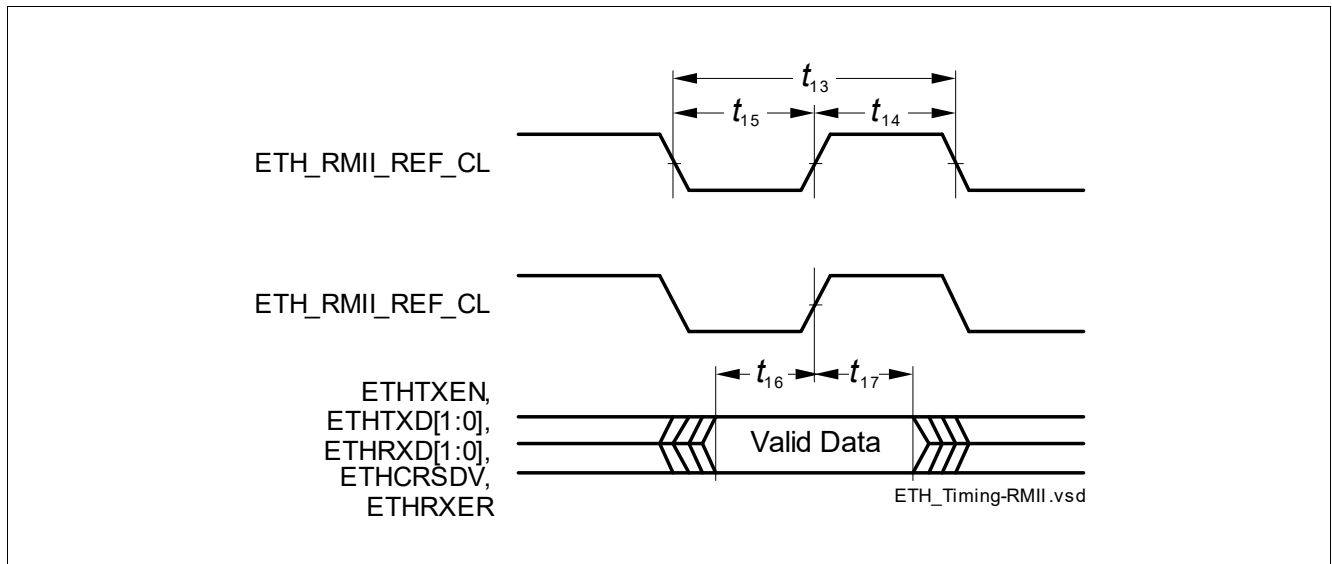 t13
t15 t14
ETH_RMII_REF_CL
ETH_RMII_REF_CL
t16 t17
ETHTXEN,
ETHTXD[1:0],
ETHRXD[1:0],
ETHCRSDV,
ETHRXER
Valid Data
ETH_Timing-RMII.vsd